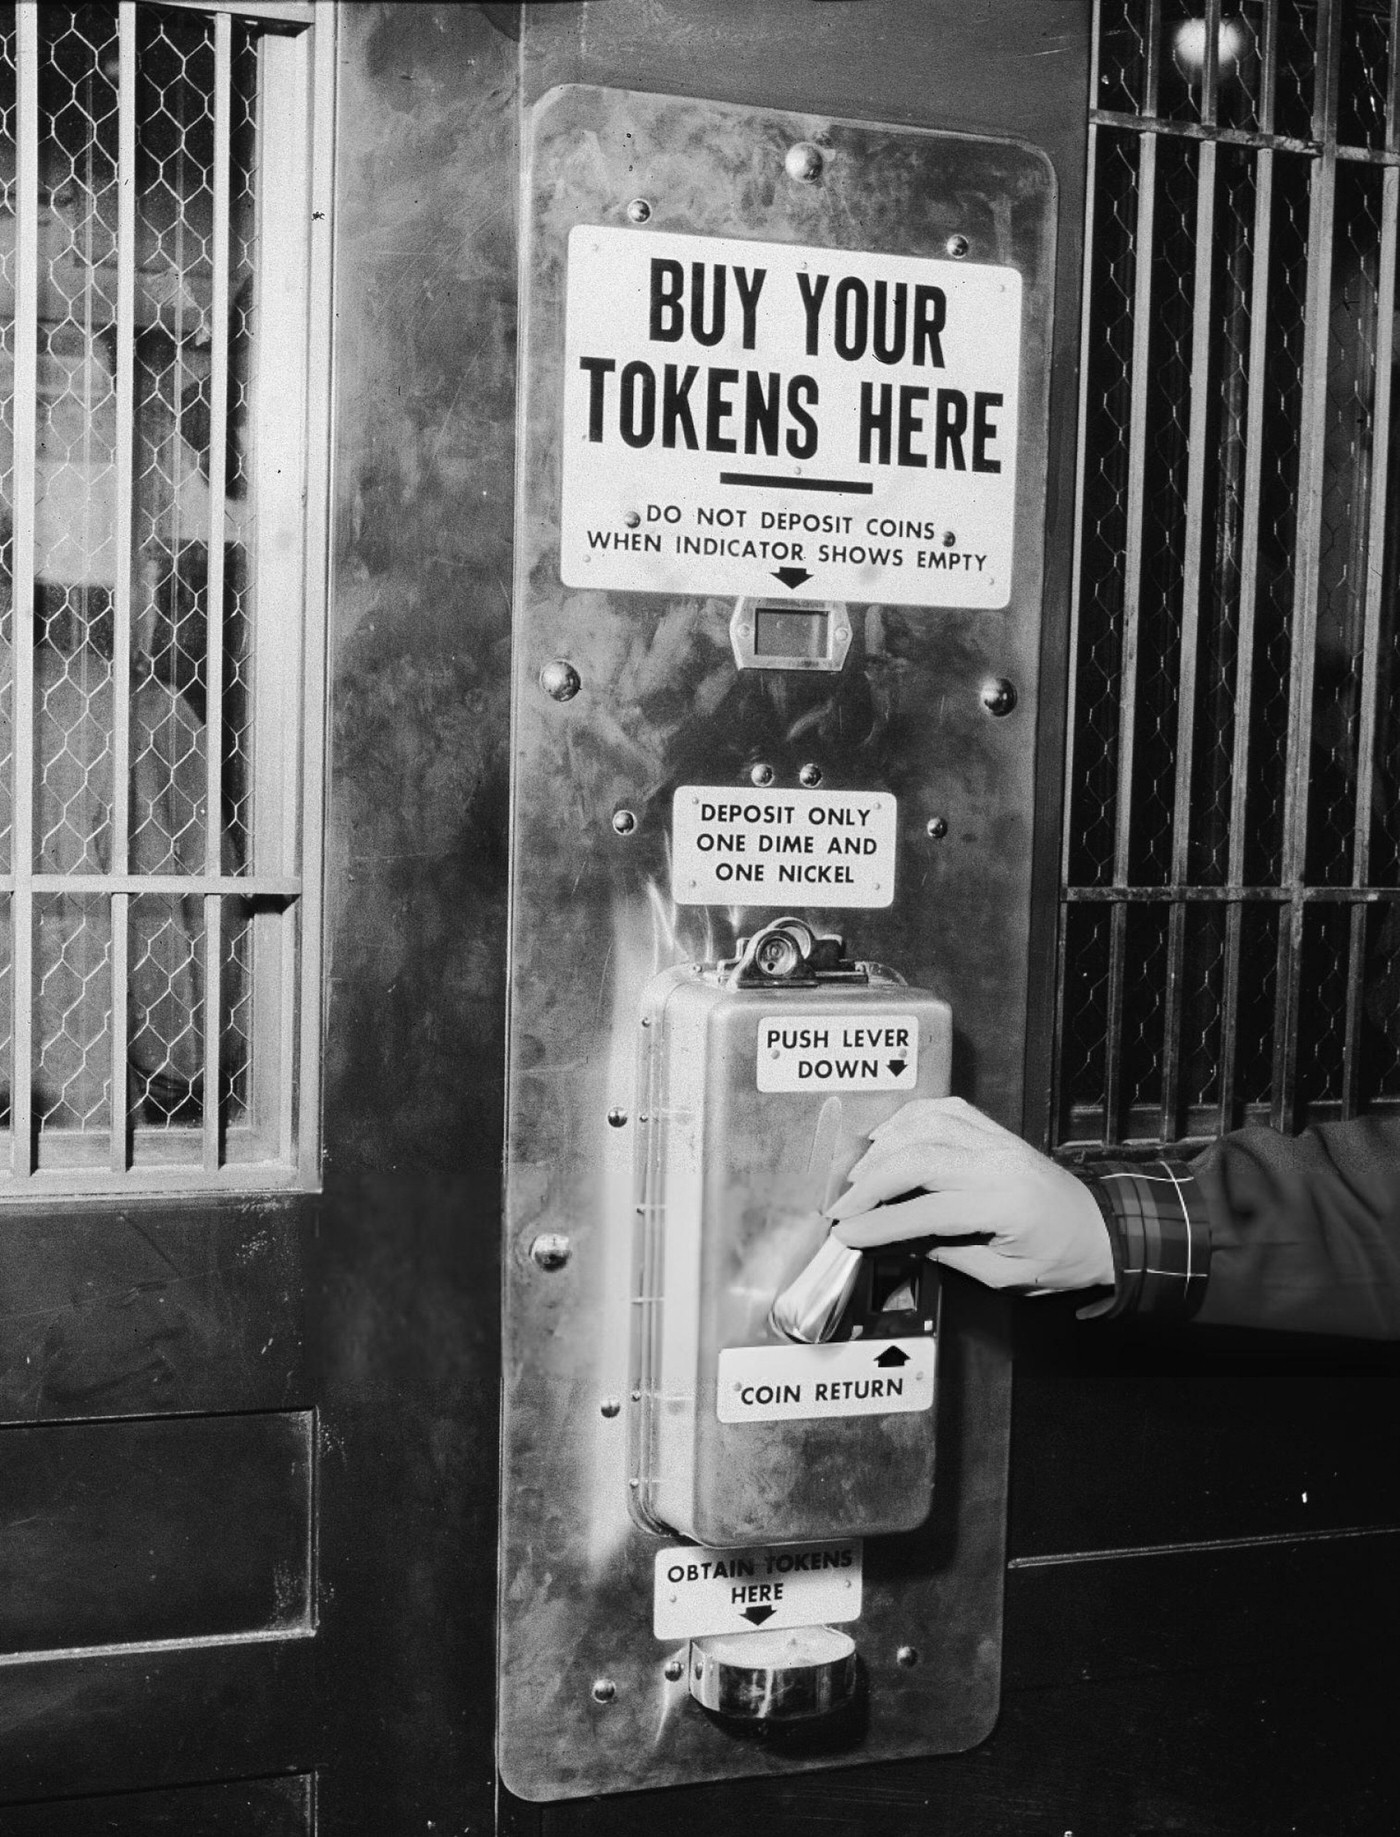 BUY YOUR
TOKENS HERE
DO NOT DEPOSIT COINS
WHEN INDICATOR SHOWS EMPTY
DEPOSIT ONLY
ONE DIME AND
ONE NICKEL
PUSH LEVER
DOWN
COIN RETURN
OBTAIN TOKENS
HERE